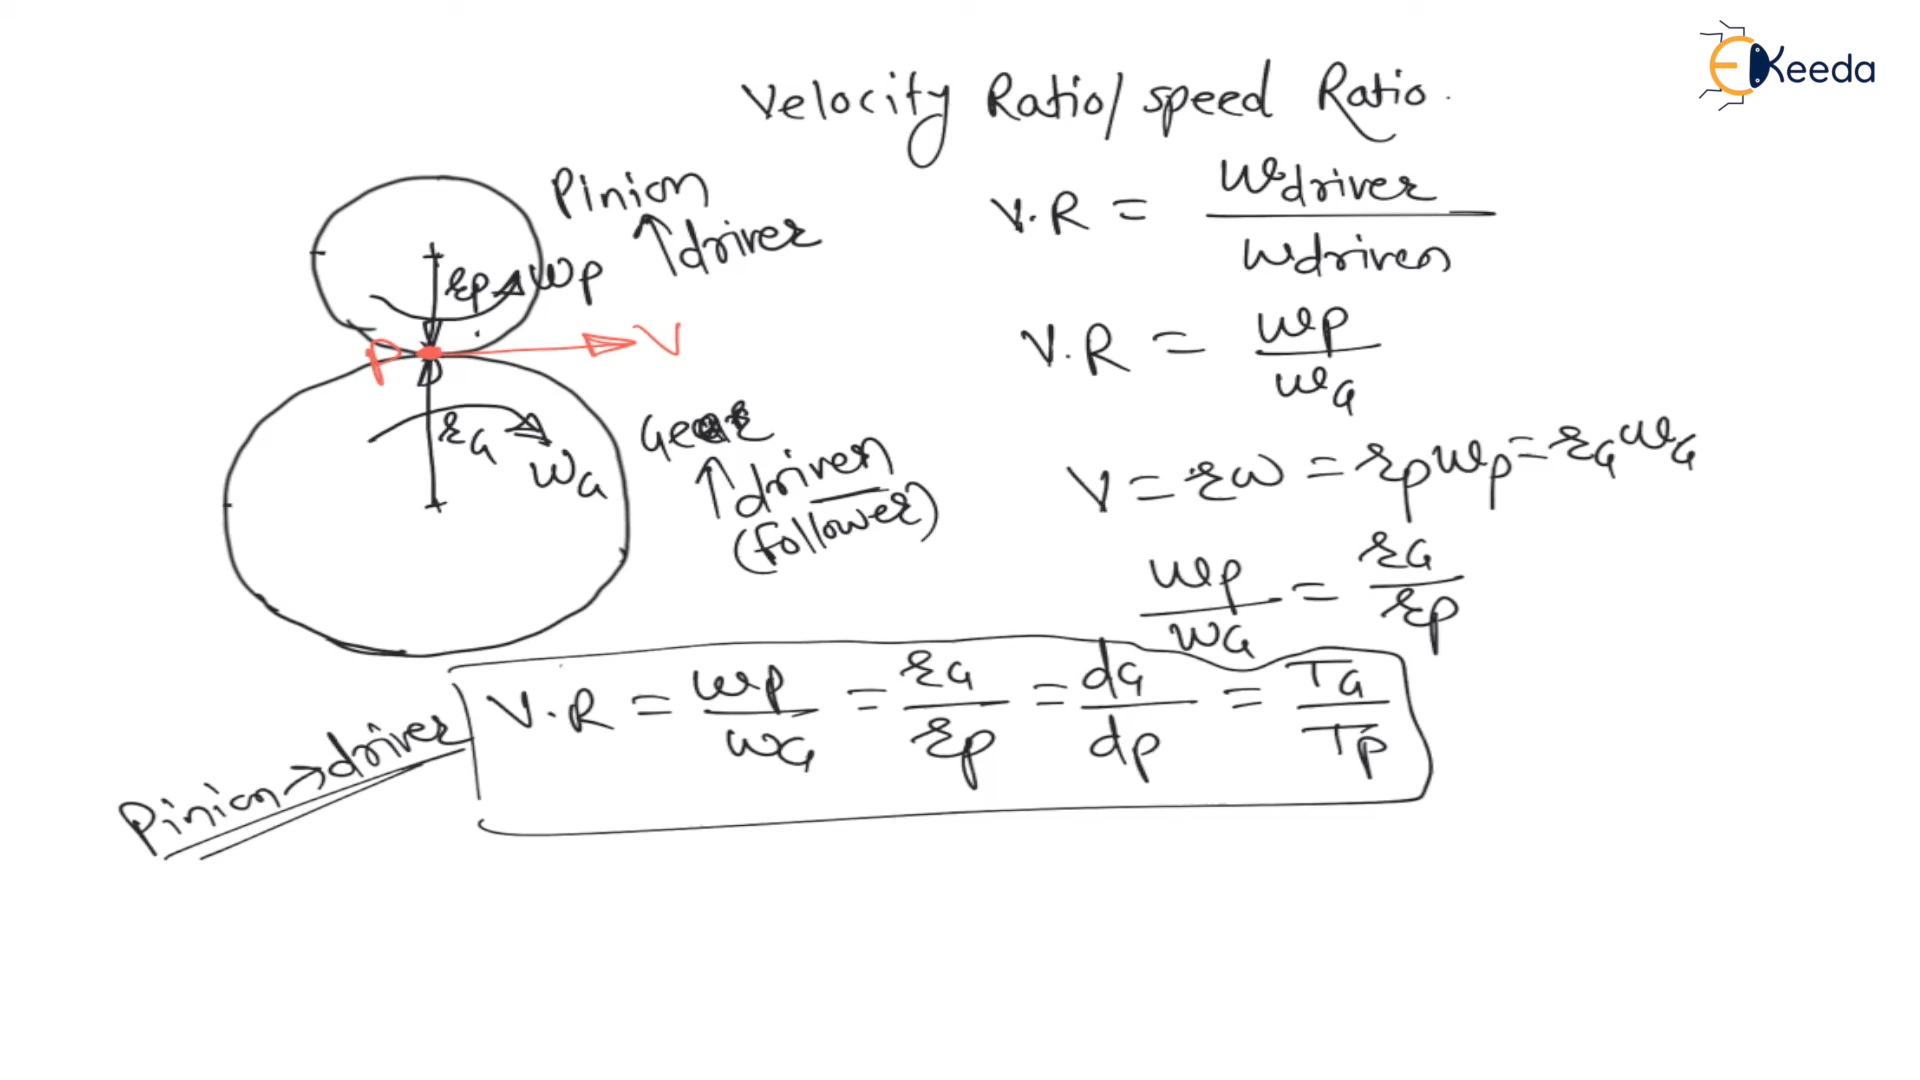 EKeeda
Velocity Ratio/speed Ratio.
Pinion
↑driver
rp ωp
P V
rG
ωG
Gear
↑driven
(follower)
V.R = ωdriver / ωdriven
V.R = ωp / ωG
V = rω = rpωp = rGωG
ωp / ωG = rG / rp
V.R = ωp / ωG = rG / rp = dG / dp = TG / Tp
Pinion → driver